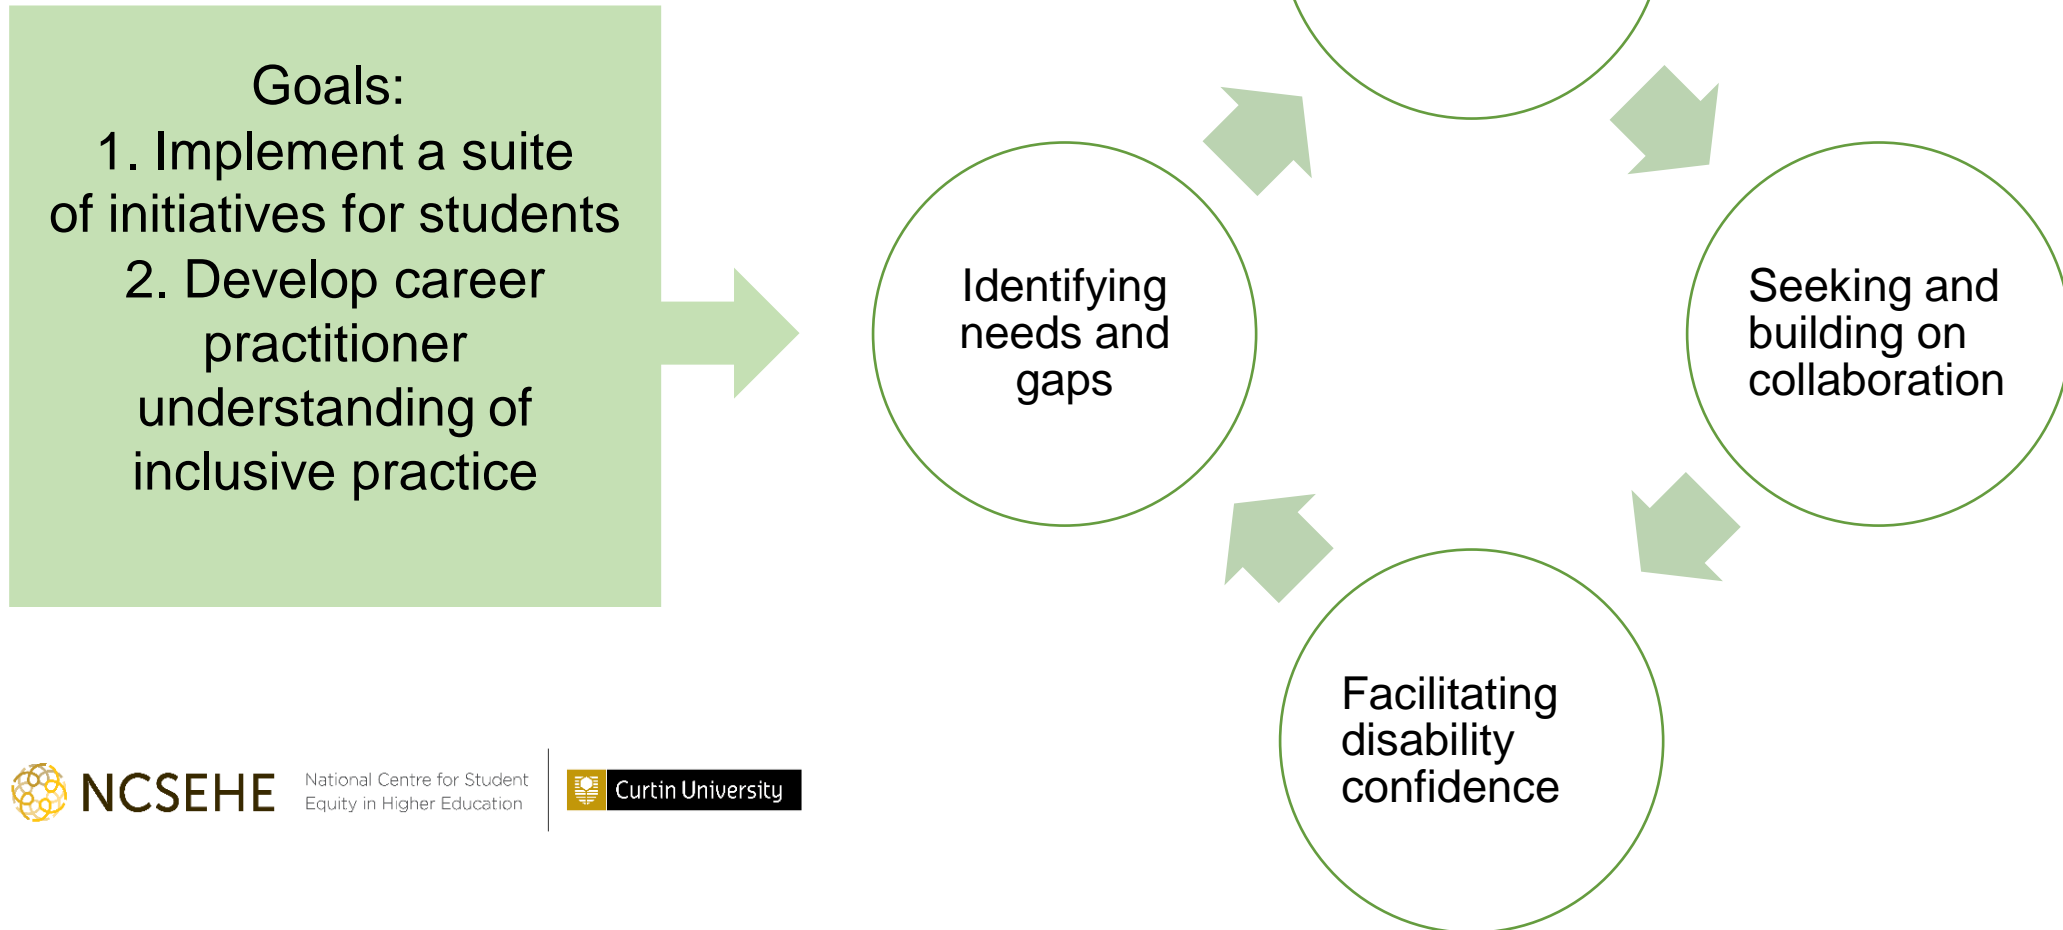 Goals:
1. Implement a suite
of initiatives for students
2. Develop career
practitioner
understanding of
inclusive practice
Identifying
needs and
gaps
Seeking and
building on
collaboration
Facilitating
disability
confidence
NCSEHE
National Centre for Student
Equity in Higher Education
Curtin University